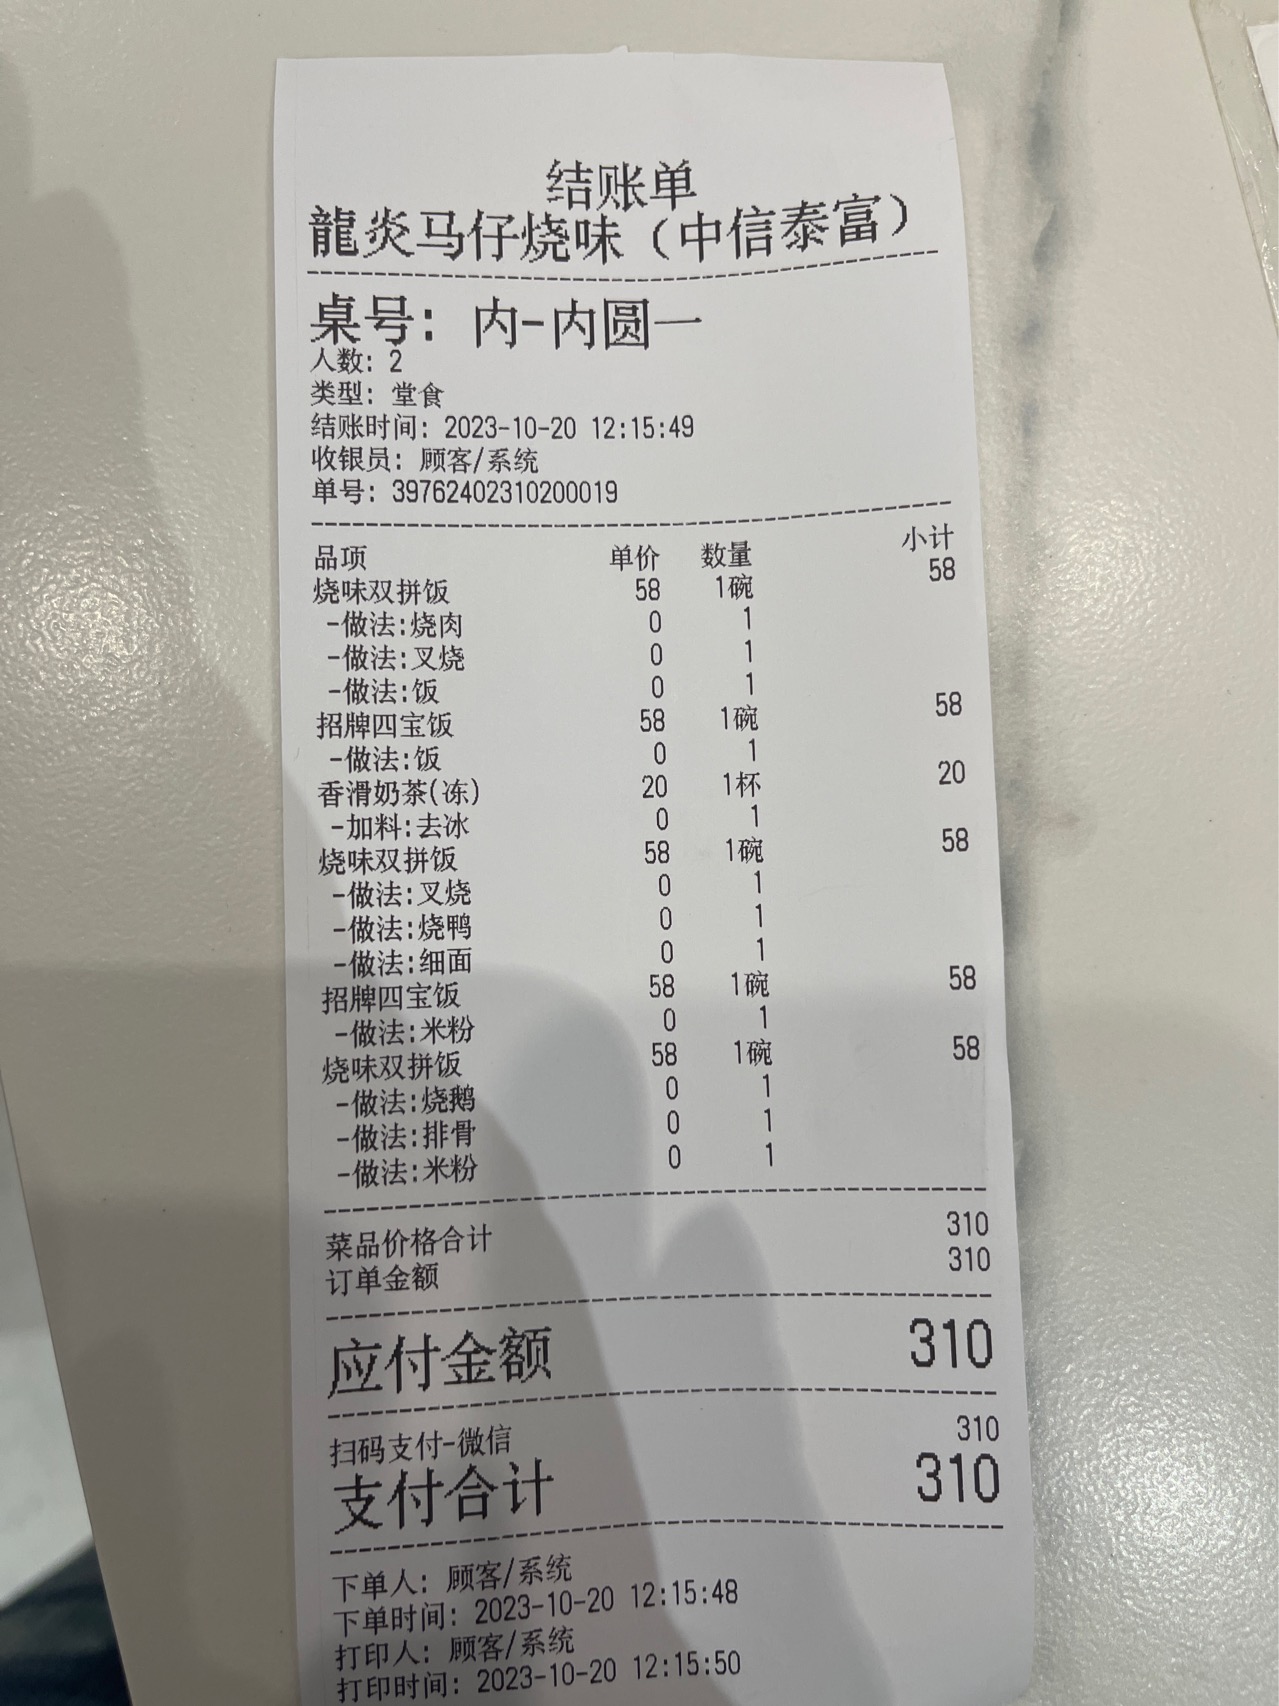 结账单
龍炎马仔烧味（中信泰富）
桌号: 内-内圆一
人数: 2
类型: 堂食
结账时间: 2023-10-20 12:15:49
收银员: 顾客/系统
单号: 39762402310200019
品项 单价 数量 小计
烧味双拼饭 58 1碗 58
-做法:烧肉 0 1
-做法:叉烧 0 1
-做法:饭 0 1
招牌四宝饭 58 1碗 58
-做法:饭 0 1
香滑奶茶(冻) 20 1杯 20
-加料:去冰 0 1
烧味双拼饭 58 1碗 58
-做法:叉烧 0 1
-做法:烧鸭 0 1
-做法:细面 0 1
招牌四宝饭 58 1碗 58
-做法:米粉 0 1
烧味双拼饭 58 1碗 58
-做法:烧鹅 0 1
-做法:排骨 0 1
-做法:米粉 0 1
菜品价格合计 310
订单金额 310
应付金额 310
扫码支付-微信 310
支付合计 310
下单人: 顾客/系统
下单时间: 2023-10-20 12:15:48
打印人: 顾客/系统
打印时间: 2023-10-20 12:15:50